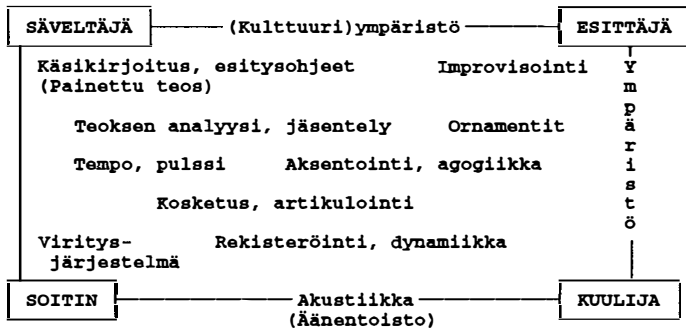 SÄVELTÄJÄ (Kulttuuri)ympäristö ESITTÄJÄ
Käsikirjoitus, esitysohjeet Improvisointi
(Painettu teos)
Teoksen analyysi, jäsentely Ornamentit
Tempo, pulssi Aksentointi, agogiikka
Kosketus, artikulointi
Viritys- Rekisteröinti, dynamiikka
järjestelmä
Ympäristö
SOITIN Akustiikka KUULIJA
(Äänentoisto)